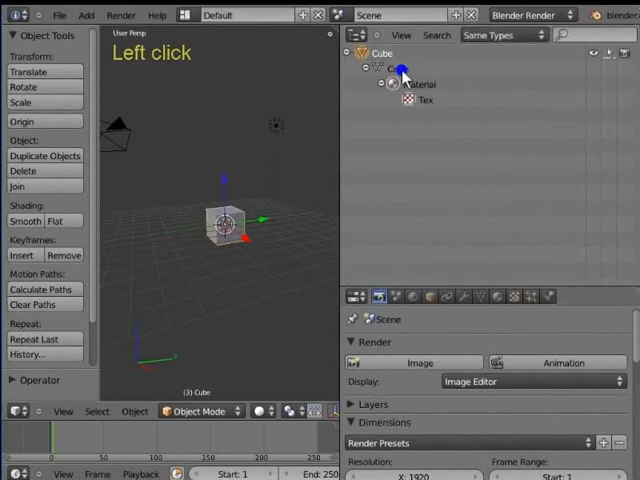 File Add Render Help Default Scene Blender Render blender
Object Tools
Transform:
Translate
Rotate
Scale
Origin
Object:
Duplicate Objects
Delete
Join
Shading:
Smooth Flat
Keyframes:
Insert Remove
Motion Paths:
Calculate Paths
Clear Paths
Repeat:
Repeat Last
History...
Operator
User Persp
Left click
(3) Cube
View Select Object Object Mode
0 50 100 150 200 250
View Frame Playback Start: 1 End: 250
View Search Same Types
Cube
Material
Tex
Scene
Render
Image Animation
Display: Image Editor
Layers
Dimensions
Render Presets
Resolution: Frame Range:
X: 1920 Start: 1